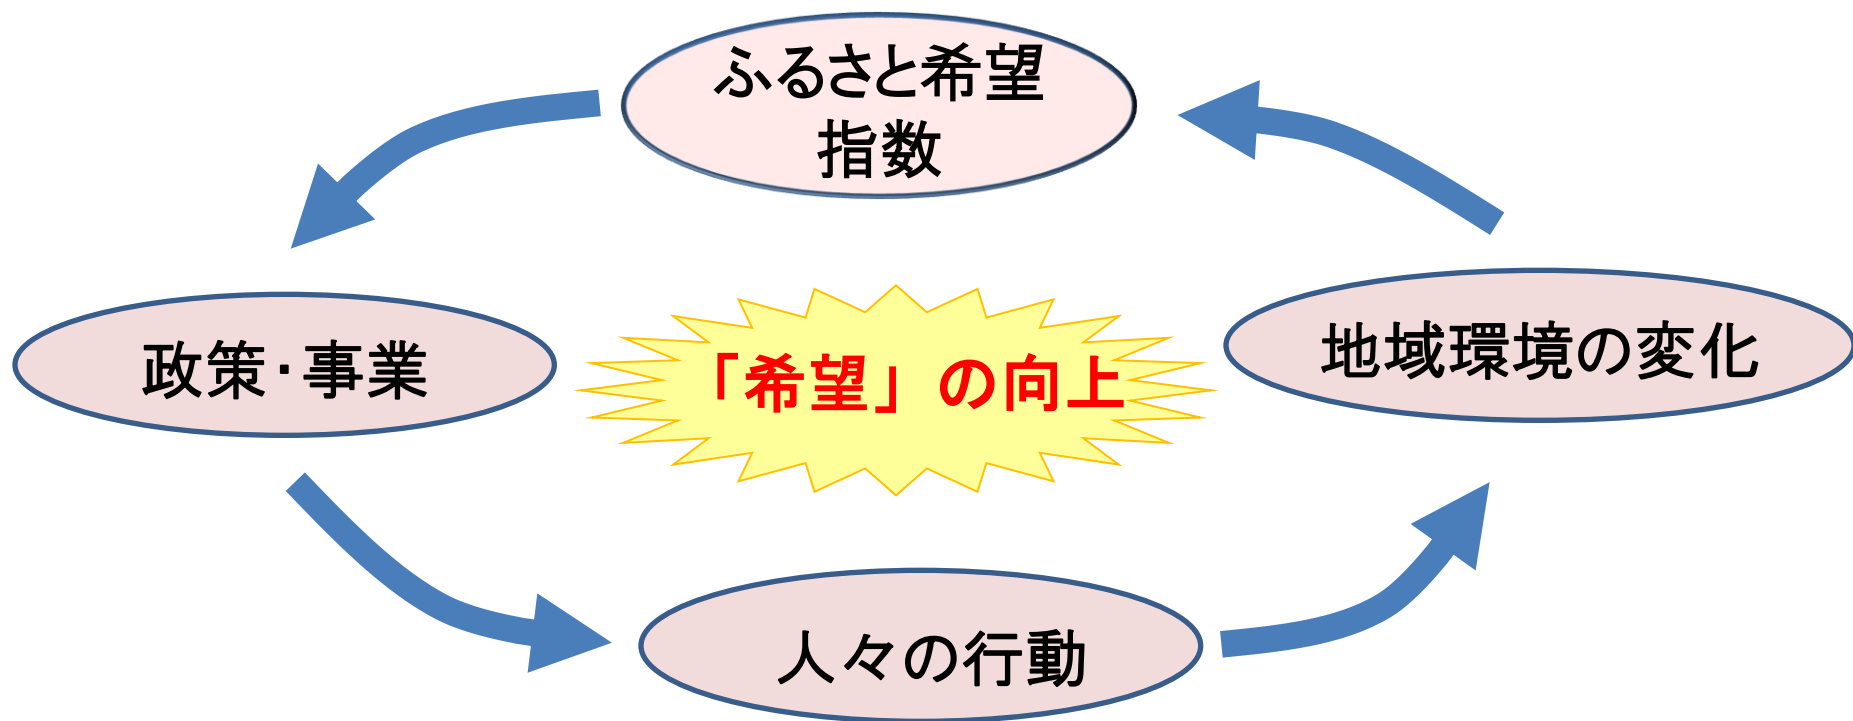 ふるさと希望
指数
政策・事業
「希望」の向上
地域環境の変化
人々の行動